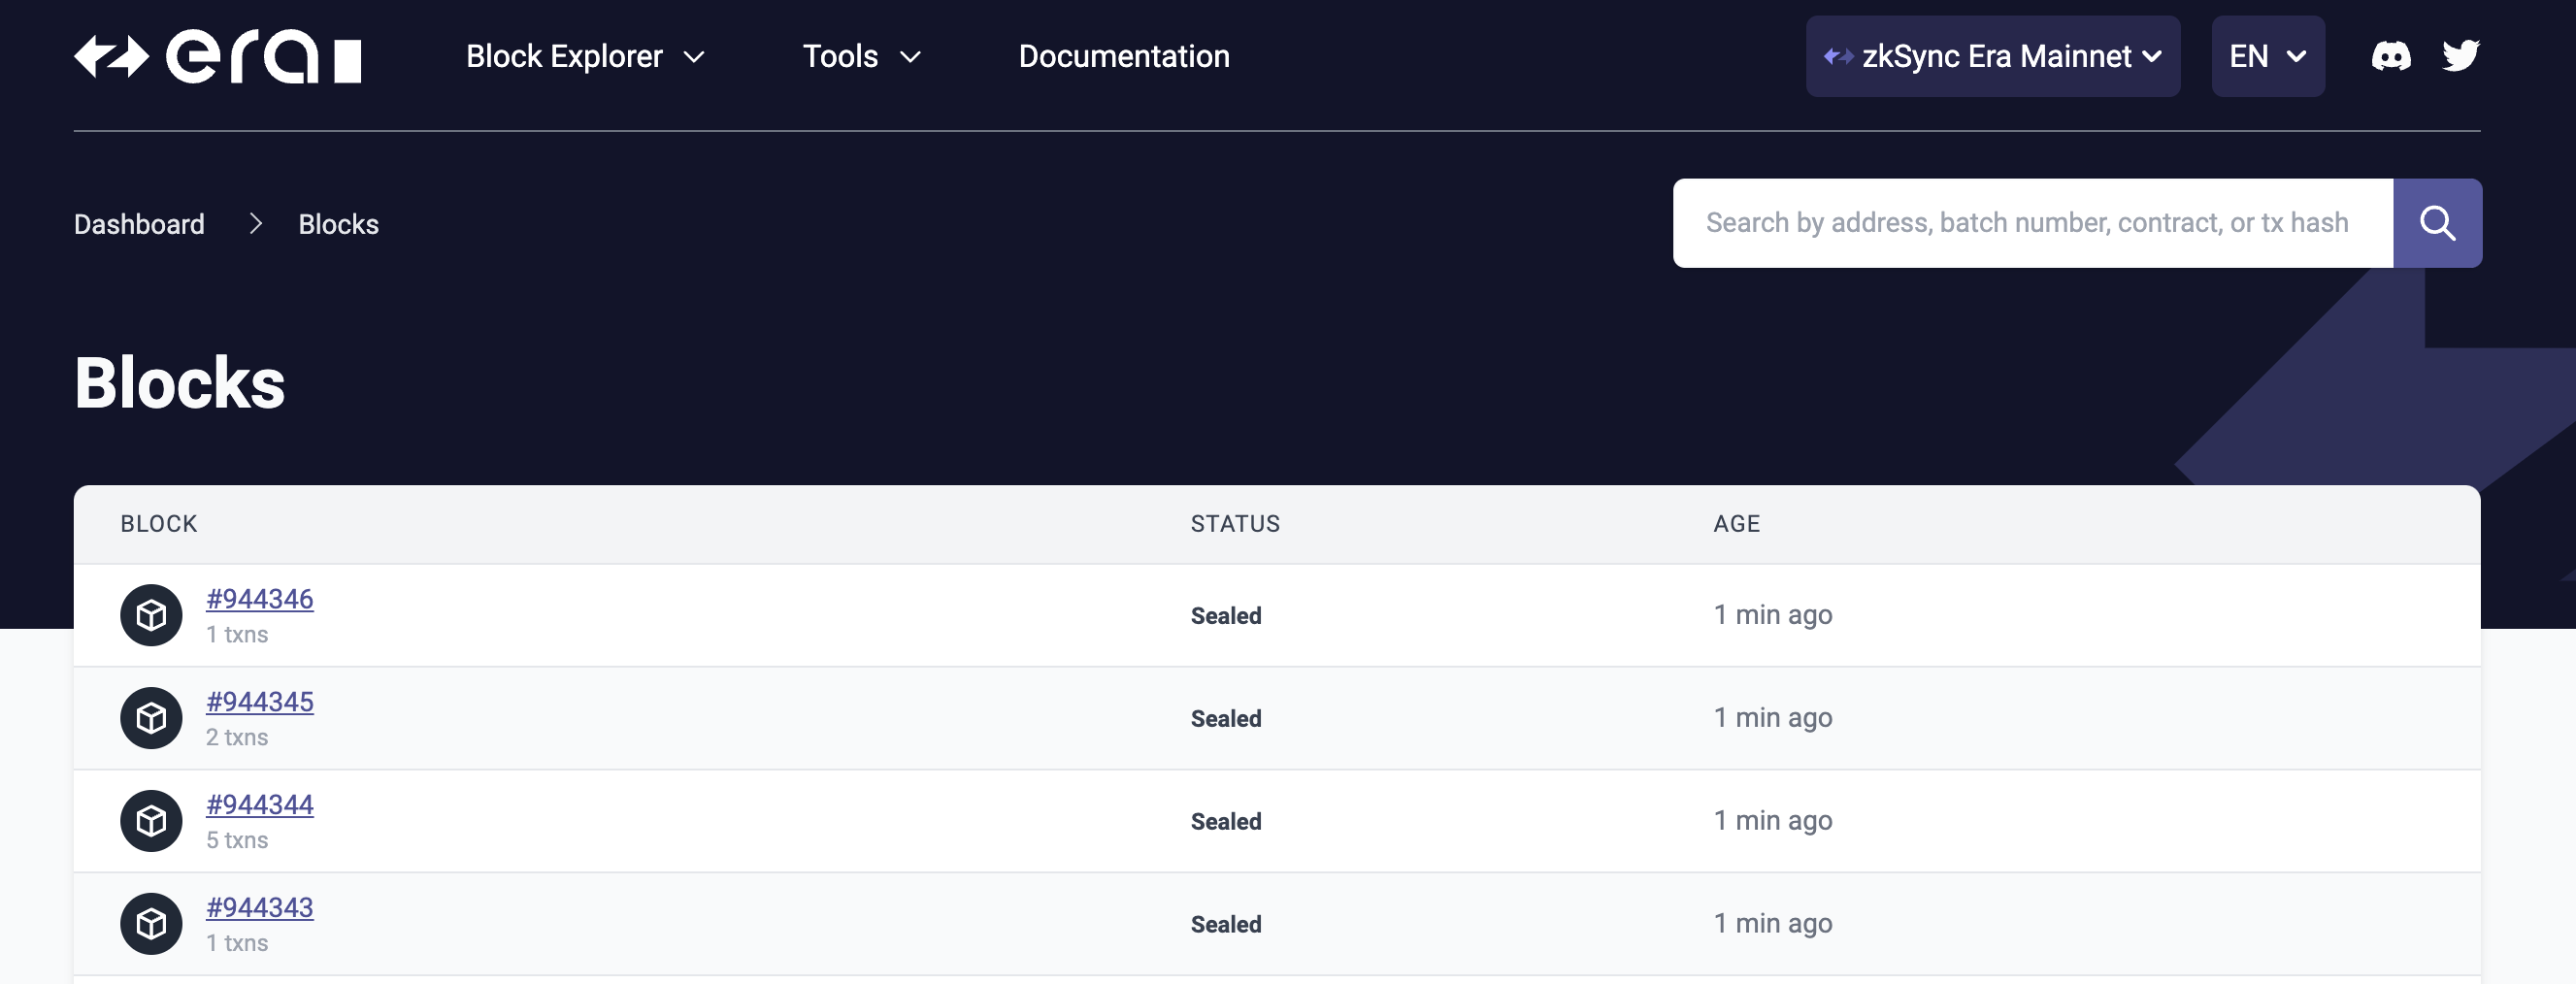 era
Block Explorer
Tools
Documentation
zkSync Era Mainnet
EN
Dashboard
Blocks
Search by address, batch number, contract, or tx hash
Blocks
BLOCK STATUS AGE
#944346
1 txns
Sealed
1 min ago
#944345
2 txns
Sealed
1 min ago
#944344
5 txns
Sealed
1 min ago
#944343
1 txns
Sealed
1 min ago